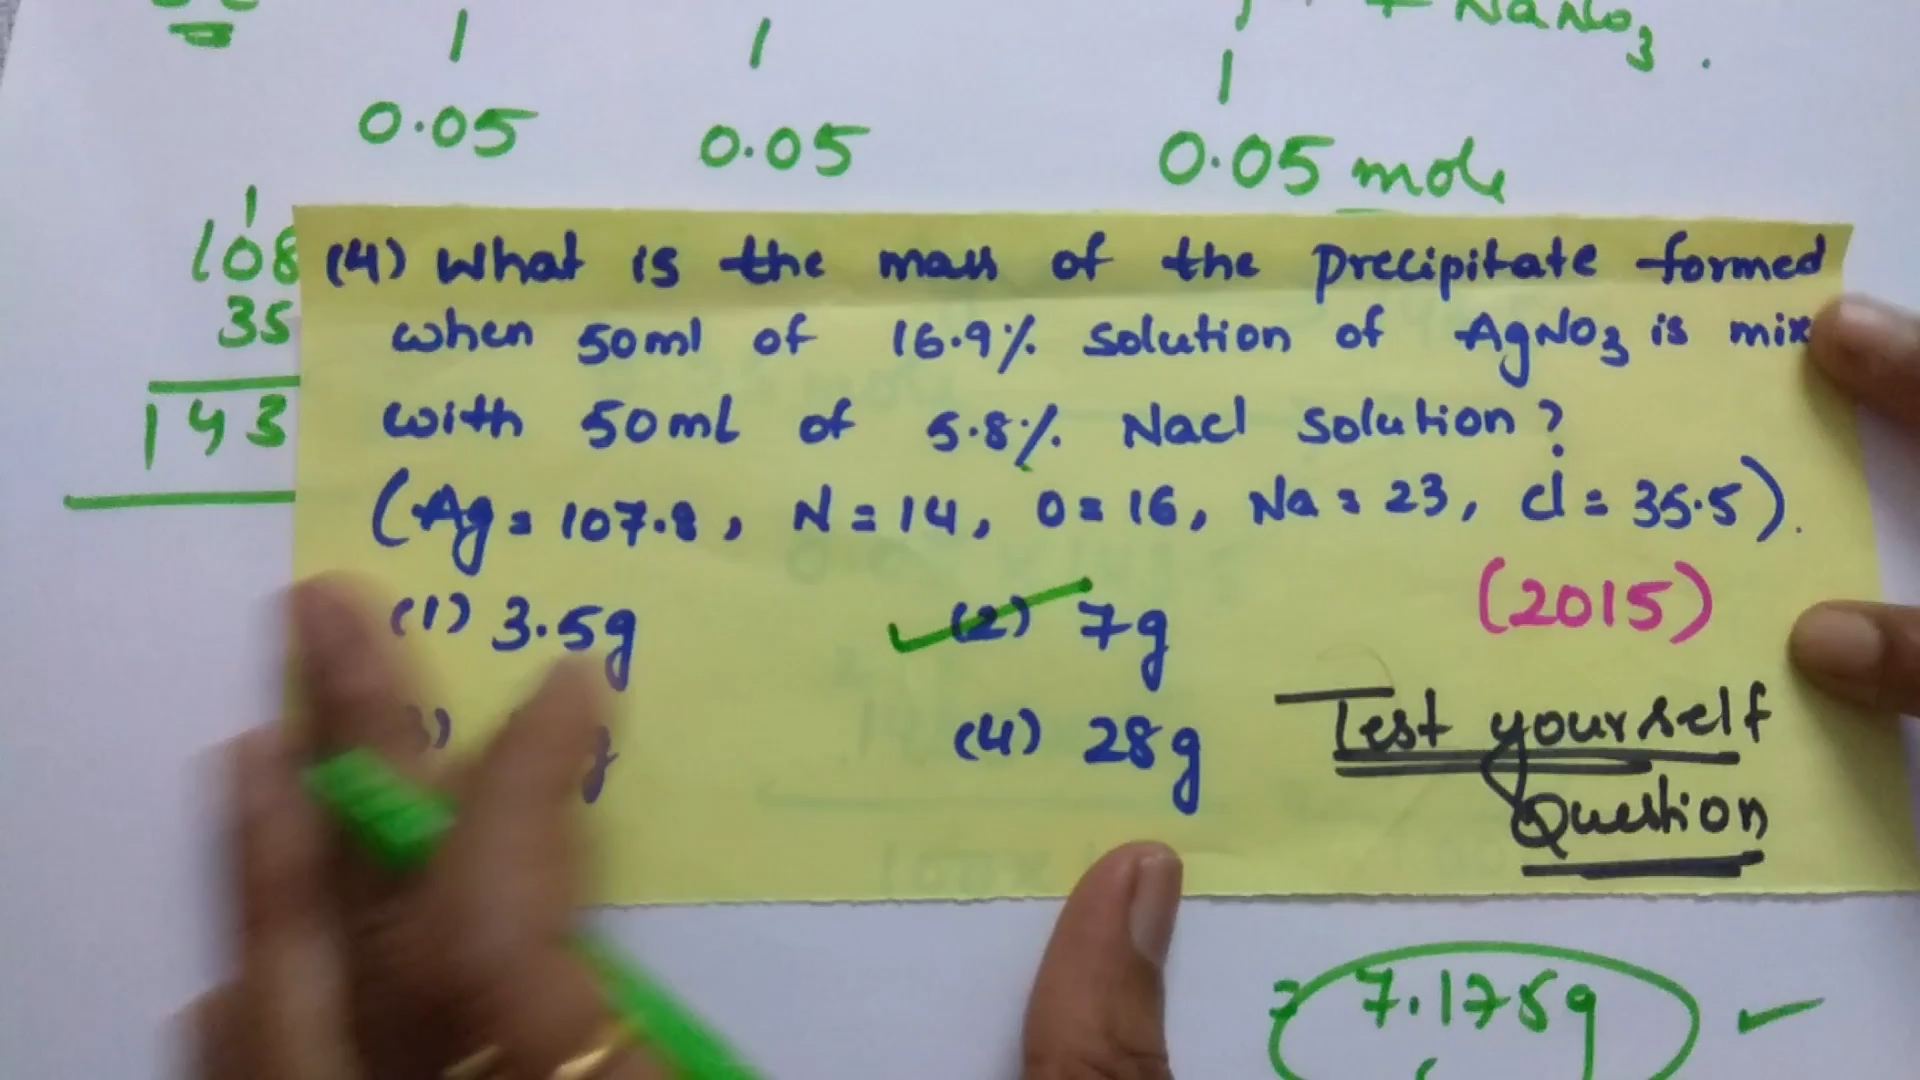 + NaNO3.
1 1 1
0.05 0.05 0.05 mole
1
108
35
143
(4) What is the mass of the precipitate formed
when 50ml of 16.9% solution of AgNO3 is mix
with 50mL of 5.8% Nacl solution?
(Ag = 107.8, N = 14, O = 16, Na = 23, Cl = 35.5).
(2015)
(1) 3.5g (2) 7g
(4) 28g
Test yourself
Question
= 7.175g